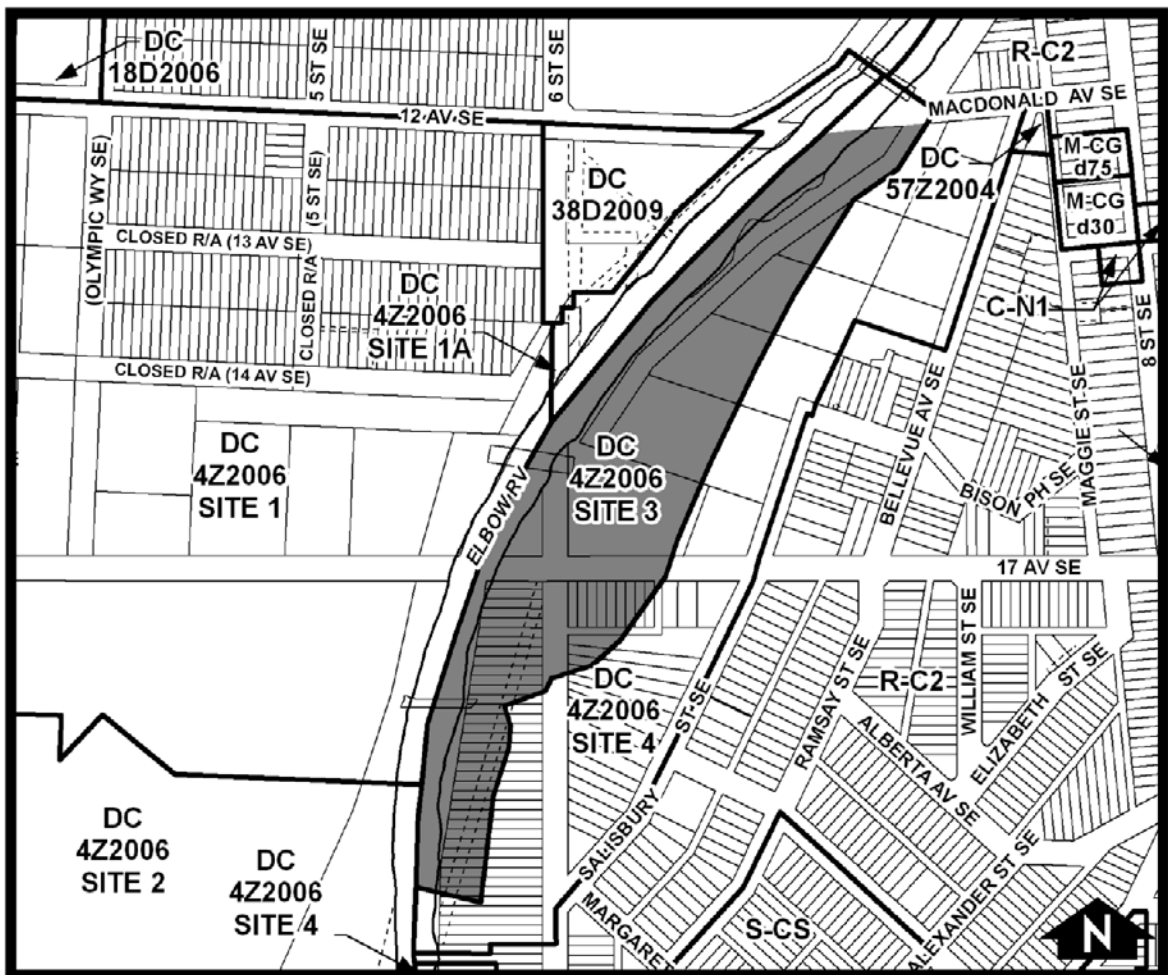 DC
18D2006
5 ST SE
6 ST SE
R-C2
12 AV SE
MACDONALD AV SE
(OLYMPIC WY SE)
(5 ST SE)
CLOSED R/A
DC
38D2009
DC
57Z2004
M-CG
d75
M-CG
d30
CLOSED R/A (13 AV SE)
DC
4Z2006
SITE 1A
C-N1
8 ST SE
CLOSED R/A (14 AV SE)
BELLEVUE AV SE
MAGGIE ST SE
DC
4Z2006
SITE 1
DC
4Z2006
SITE 3
BISON PH SE
ELBOW RV
17 AV SE
WILLIAM ST SE
RAMSAY ST SE
R-C2
ELIZABETH ST SE
DC
4Z2006
SITE 4
ALBERTA AV SE
SALISBURY ST SE
DC
4Z2006
SITE 2
DC
4Z2006
SITE 4
MARGARET
S-CS
ALEXANDER ST SE
N